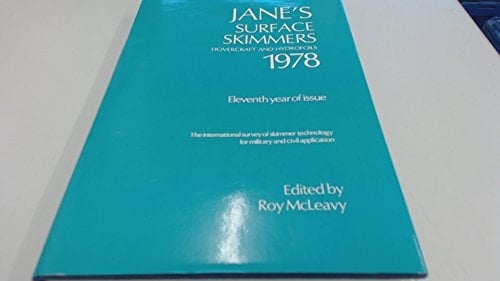 JANE'S
SURFACE
SKIMMERS
HOVERCRAFT AND HYDROFOILS
1978
Eleventh year of issue
The international survey of skimmer technology
for military and civil application
Edited by
Roy McLeavy